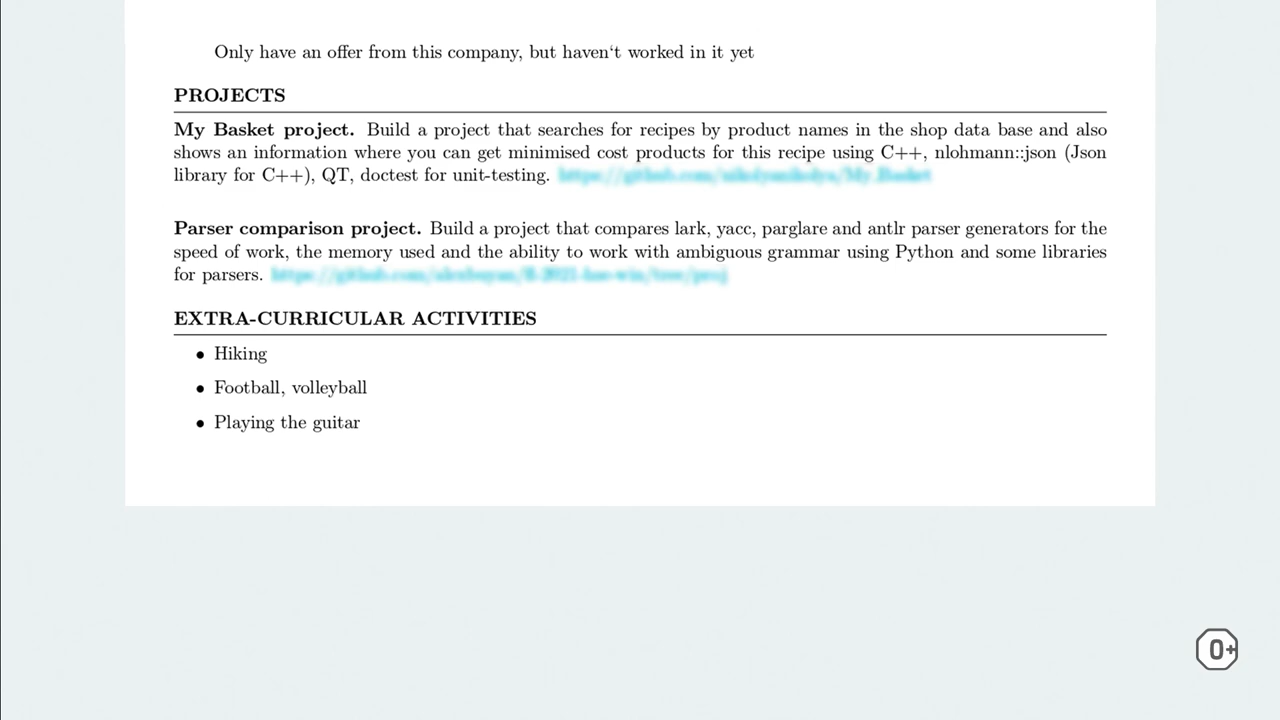 Only have an offer from this company, but haven‘t worked in it yet
PROJECTS
My Basket project. Build a project that searches for recipes by product names in the shop data base and also
shows an information where you can get minimised cost products for this recipe using C++, nlohmann::json (Json
library for C++), QT, doctest for unit-testing.
Parser comparison project. Build a project that compares lark, yacc, parglare and antlr parser generators for the
speed of work, the memory used and the ability to work with ambiguous grammar using Python and some libraries
for parsers.
EXTRA-CURRICULAR ACTIVITIES
• Hiking
• Football, volleyball
• Playing the guitar
0+